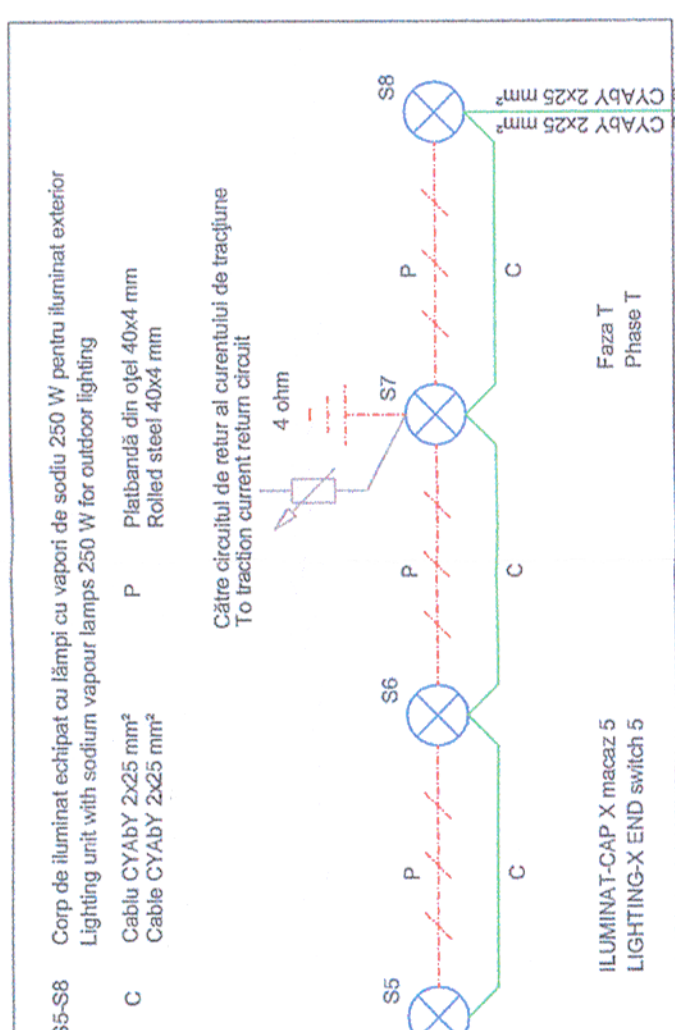 S5-S8
Corp de iluminat echipat cu lămpi cu vapori de sodiu 250 W pentru iluminat exterior
Lighting unit with sodium vapour lamps 250 W for outdoor lighting
C
Cablu CYAbY 2x25 mm²
Cable CYAbY 2x25 mm²
P
Platbandă din oțel 40x4 mm
Rolled steel 40x4 mm
Către circuitul de retur al curentului de tracțiune
To traction current return circuit
4 ohm
S5
S6
S7
S8
P
P
P
C
C
C
CYAbY 2x25 mm²
CYAbY 2x25 mm²
ILUMINAT-CAP X macaz 5
LIGHTING-X END switch 5
Faza T
Phase T